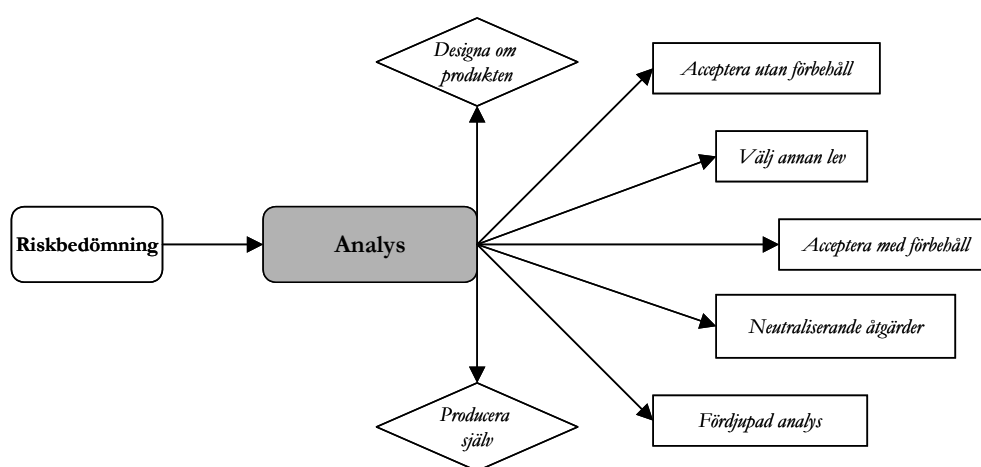 Designa om
produkten
Acceptera utan förbehåll
Välj annan lev
Riskbedömning
Analys
Acceptera med förbehåll
Neutraliserande åtgärder
Producera
själv
Fördjupad analys